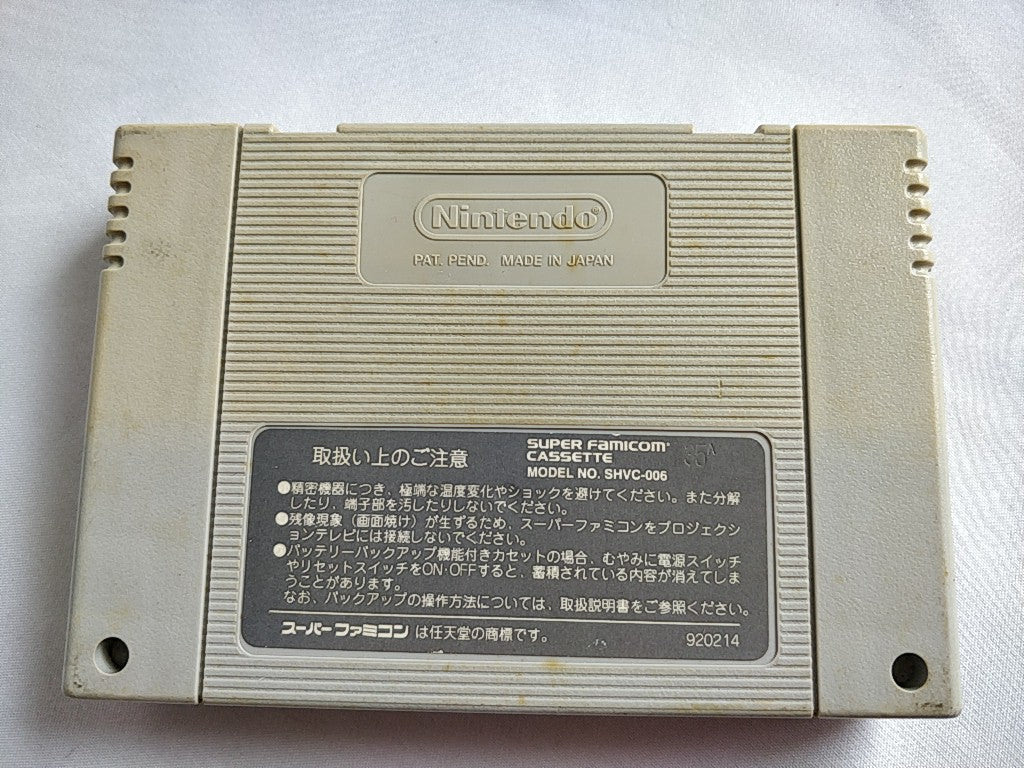 Nintendo®
PAT. PEND. MADE IN JAPAN
取扱い上のご注意
SUPER FAMICOM®
CASSETTE
MODEL NO. SHVC-006
●精密機器につき、極端な温度変化やショックを避けてください。また分解
したり、端子部を汚したりしないでください。
●残像現象（画面焼け）が生ずるため、スーパーファミコンをプロジェクシ
ョンテレビには接続しないでください。
●バッテリーバックアップ機能付きカセットの場合、むやみに電源スイッチ
やリセットスイッチをON·OFFすると、蓄積されている内容が消えてしま
うことがあります。
なお、バックアップの操作方法については、取扱説明書をご参照ください。
スーパーファミコン は任天堂の商標です。
920214